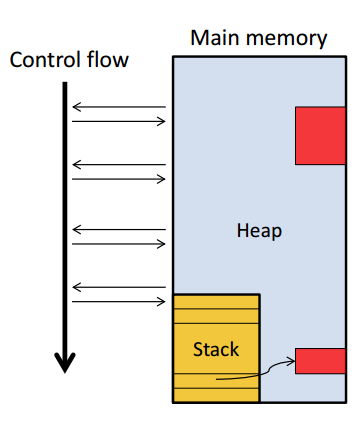 Main memory
Control flow
Heap
Stack